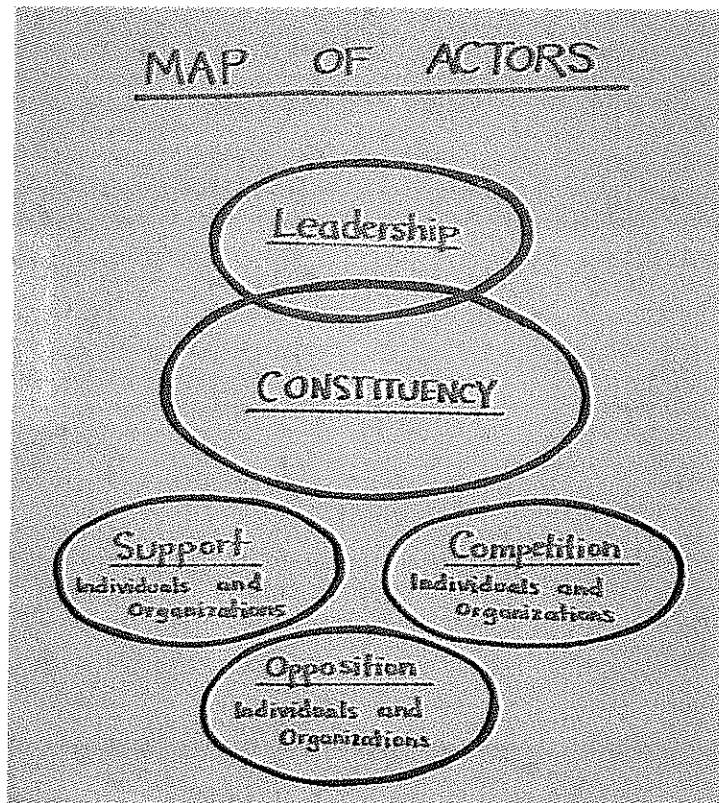 MAP OF ACTORS
Leadership
CONSTITUENCY
Support
Individuals and
Organizations
Competition
Individuals and
Organizations
Opposition
Individuals and
Organizations